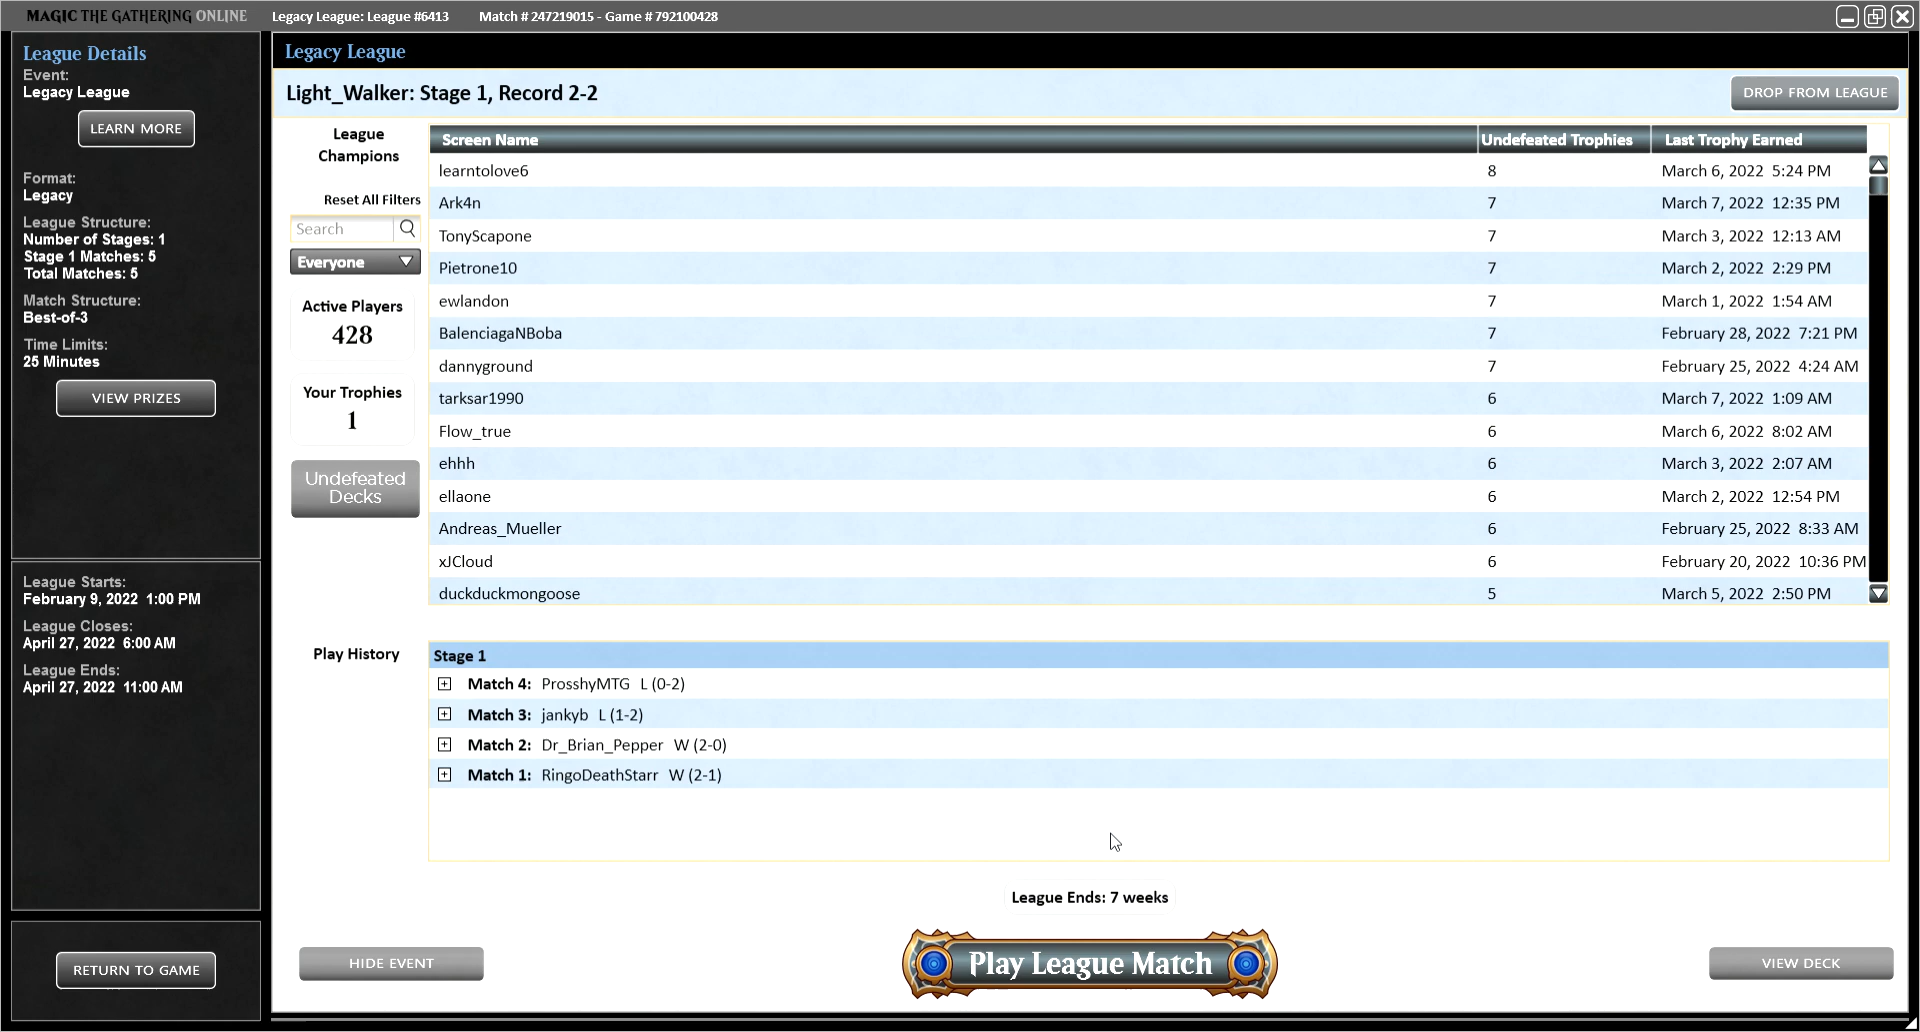 MAGIC THE GATHERING ONLINE
Legacy League: League #6413
Match # 247219015 - Game # 792100428
League Details
Event:
Legacy League
LEARN MORE
Format:
Legacy
League Structure:
Number of Stages: 1
Stage 1 Matches: 5
Total Matches: 5
Match Structure:
Best-of-3
Time Limits:
25 Minutes
VIEW PRIZES
League Starts:
February 9, 2022 1:00 PM
League Closes:
April 27, 2022 6:00 AM
League Ends:
April 27, 2022 11:00 AM
RETURN TO GAME
Legacy League
Light_Walker: Stage 1, Record 2-2
DROP FROM LEAGUE
League
Champions
Reset All Filters
Search
Everyone
Active Players
428
Your Trophies
1
Undefeated
Decks
Screen Name Undefeated Trophies Last Trophy Earned
learntolove6 8 March 6, 2022 5:24 PM
Ark4n 7 March 7, 2022 12:35 PM
TonyScapone 7 March 3, 2022 12:13 AM
Pietrone10 7 March 2, 2022 2:29 PM
ewlandon 7 March 1, 2022 1:54 AM
BalenciagaNBoba 7 February 28, 2022 7:21 PM
dannyground 7 February 25, 2022 4:24 AM
tarksar1990 6 March 7, 2022 1:09 AM
Flow_true 6 March 6, 2022 8:02 AM
ehhh 6 March 3, 2022 2:07 AM
ellaone 6 March 2, 2022 12:54 PM
Andreas_Mueller 6 February 25, 2022 8:33 AM
xJCloud 6 February 20, 2022 10:36 PM
duckduckmongoose 5 March 5, 2022 2:50 PM
Play History
Stage 1
Match 4: ProsshyMTG L (0-2)
Match 3: jankyb L (1-2)
Match 2: Dr_Brian_Pepper W (2-0)
Match 1: RingoDeathStarr W (2-1)
League Ends: 7 weeks
HIDE EVENT
Play League Match
VIEW DECK